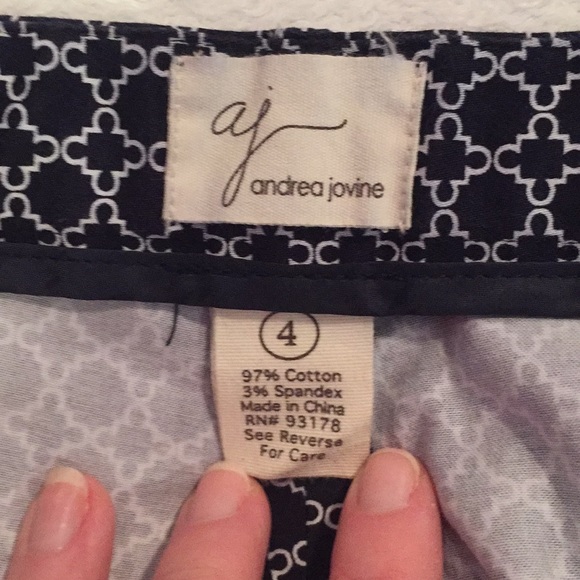 aj
andrea jovine
4
97% Cotton
3% Spandex
Made in China
RN# 93178
See Reverse
For Care